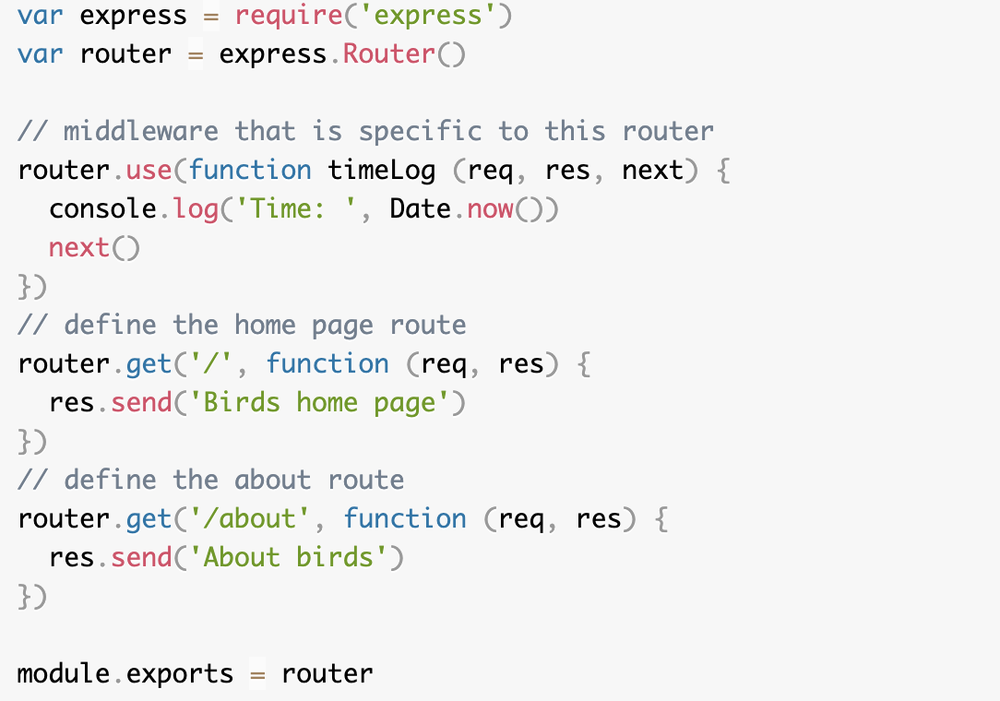 var express = require('express')
var router = express.Router()

// middleware that is specific to this router
router.use(function timeLog (req, res, next) {
  console.log('Time: ', Date.now())
  next()
})
// define the home page route
router.get('/', function (req, res) {
  res.send('Birds home page')
})
// define the about route
router.get('/about', function (req, res) {
  res.send('About birds')
})

module.exports = router